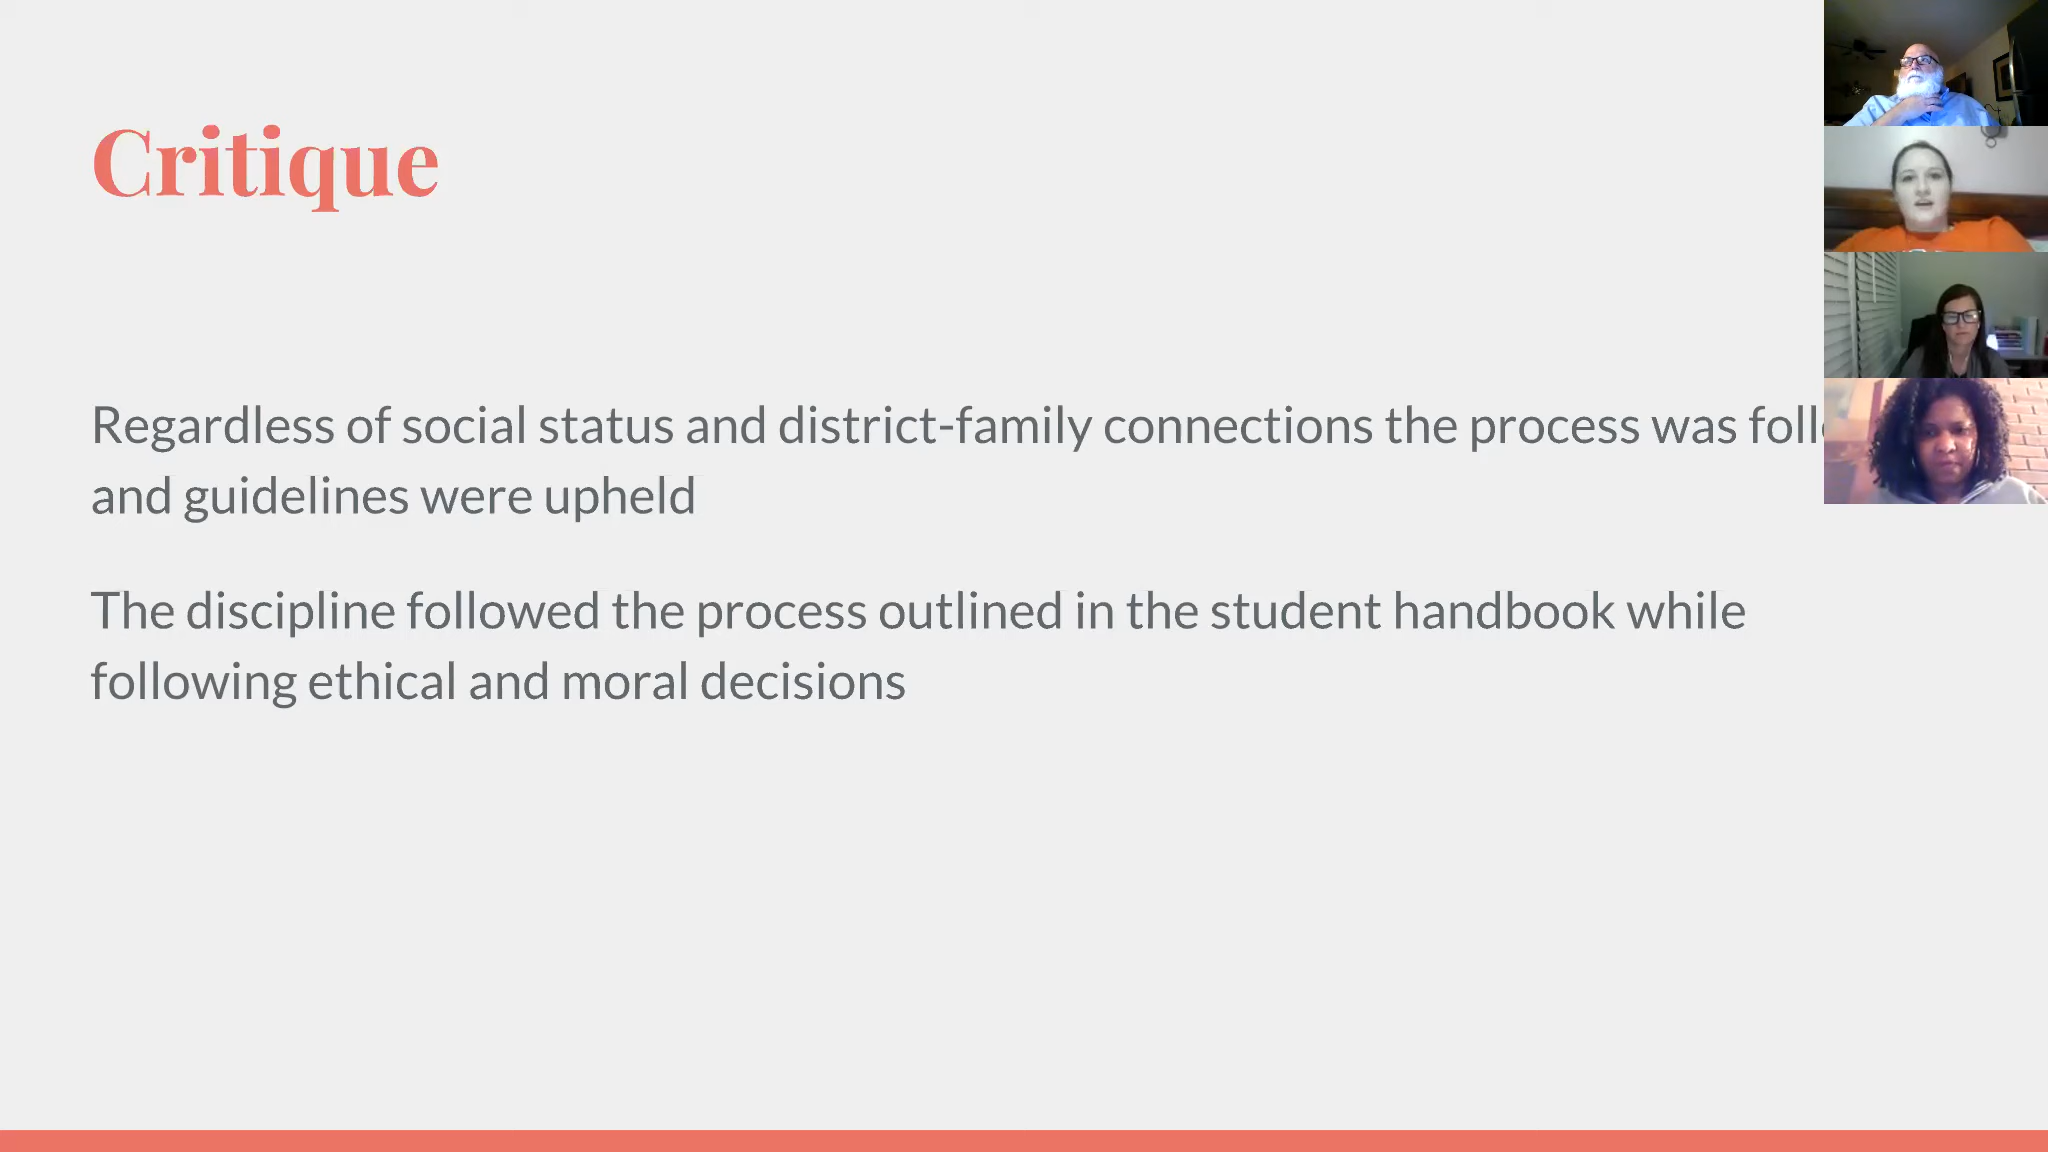 Critique
Regardless of social status and district-family connections the process was
and guidelines were upheld
The discipline followed the process outlined in the student handbook while
following ethical and moral decisions